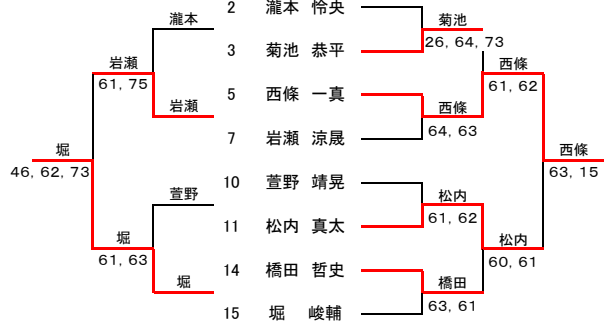 瀧本
岩瀬
61, 75
岩瀬
堀
46, 62, 73
萱野
堀
61, 63
堀
2 瀧本 怜央
3 菊池 恭平
5 西條 一真
7 岩瀬 涼晟
10 萱野 靖晃
11 松内 真太
14 橋田 哲史
15 堀 峻輔
菊池
26, 64, 73
西條
61, 62
西條
64, 63
西條
63, 15
松内
61, 62
松内
60, 61
橋田
63, 61